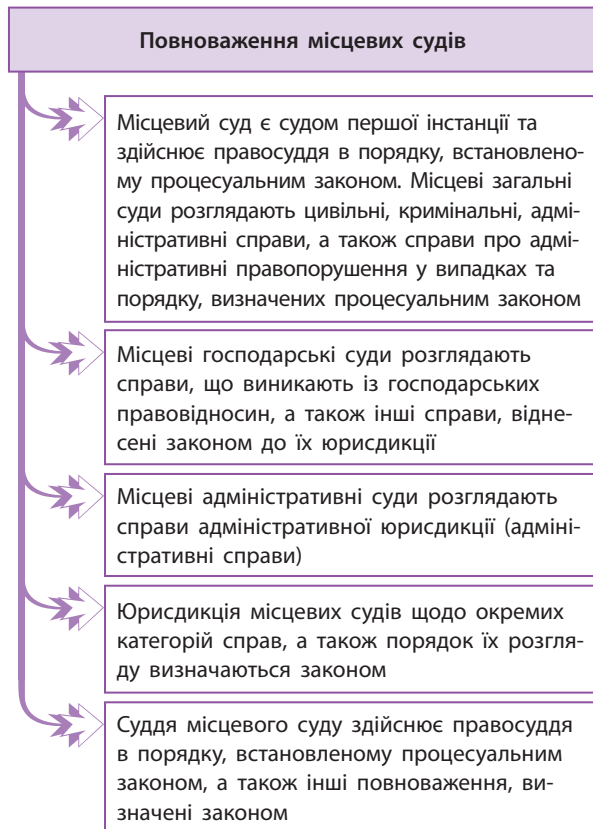 Повноваження місцевих судів
Місцевий суд є судом першої інстанції та
здійснює правосуддя в порядку, встановлено-
му процесуальним законом. Місцеві загальні
суди розглядають цивільні, кримінальні, адмі-
ністративні справи, а також справи про адмі-
ністративні правопорушення у випадках та
порядку, визначених процесуальним законом
Місцеві господарські суди розглядають
справи, що виникають із господарських
правовідносин, а також інші справи, відне-
сені законом до їх юрисдикції
Місцеві адміністративні суди розглядають
справи адміністративної юрисдикції (адміні-
стративні справи)
Юрисдикція місцевих судів щодо окремих
категорій справ, а також порядок їх розгля-
ду визначаються законом
Суддя місцевого суду здійснює правосуддя
в порядку, встановленому процесуальним
законом, а також інші повноваження, ви-
значені законом